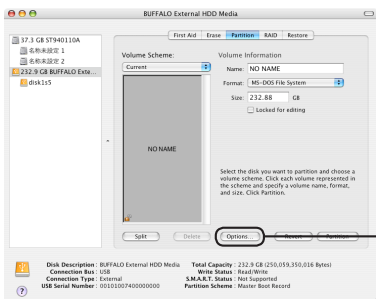 BUFFALO External HDD Media
First Aid Erase Partition RAID Restore
37.3 GB ST940110A
名称未設定 1
名称未設定 2
232.9 GB BUFFALO Exte...
disk1s5
Volume Scheme:
Current
NO NAME
Volume Information
Name: NO NAME
Format: MS-DOS File System
Size: 232.88 GB
Locked for editing
Select the disk you want to partition and choose a
volume scheme. Click each volume represented in
the scheme and specify a volume name, format,
and size. Click Partition.
Split Delete Options... Revert Partition
Disk Description : BUFFALO External HDD Media Total Capacity : 232.9 GB (250,059,350,016 Bytes)
Connection Bus : USB Write Status : Read/Write
Connection Type : External S.M.A.R.T. Status : Not Supported
USB Serial Number : 00101007400000000 Partition Scheme : Master Boot Record
?